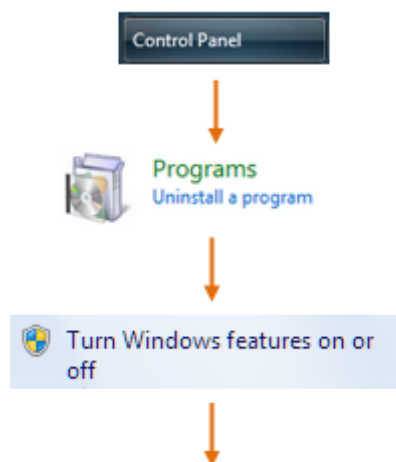 Control Panel
Programs
Uninstall a program
Turn Windows features on or
off